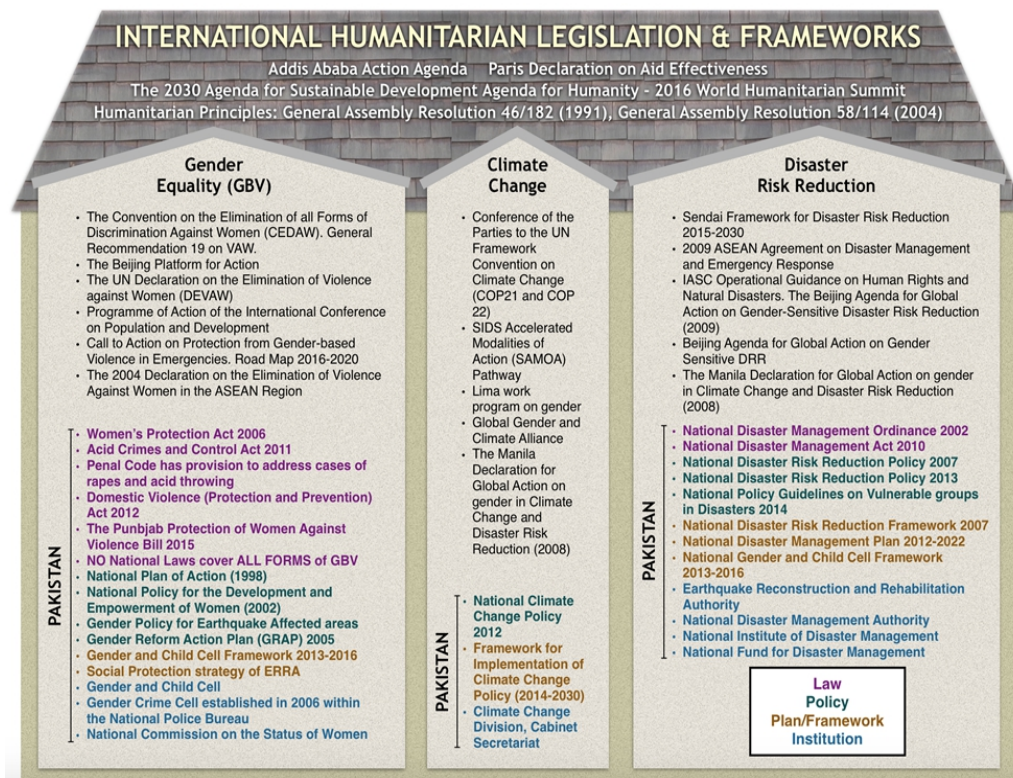 INTERNATIONAL HUMANITARIAN LEGISLATION & FRAMEWORKS
Addis Ababa Action Agenda Paris Declaration on Aid Effectiveness
The 2030 Agenda for Sustainable Development Agenda for Humanity - 2016 World Humanitarian Summit
Humanitarian Principles: General Assembly Resolution 46/182 (1991), General Assembly Resolution 58/114 (2004)
Gender
Equality (GBV)
• The Convention on the Elimination of all Forms of
Discrimination Against Women (CEDAW). General
Recommendation 19 on VAW.
• The Beijing Platform for Action
• The UN Declaration on the Elimination of Violence
against Women (DEVAW)
• Programme of Action of the International Conference
on Population and Development
• Call to Action on Protection from Gender-based
Violence in Emergencies. Road Map 2016-2020
• The 2004 Declaration on the Elimination of Violence
Against Women in the ASEAN Region
PAKISTAN
• Women's Protection Act 2006
• Acid Crimes and Control Act 2011
• Penal Code has provision to address cases of
rapes and acid throwing
• Domestic Violence (Protection and Prevention)
Act 2012
• The Punbjab Protection of Women Against
Violence Bill 2015
• NO National Laws cover ALL FORMS of GBV
• National Plan of Action (1998)
• National Policy for the Development and
Empowerment of Women (2002)
• Gender Policy for Earthquake Affected areas
• Gender Reform Action Plan (GRAP) 2005
• Gender and Child Cell Framework 2013-2016
• Social Protection strategy of ERRA
• Gender and Child Cell
• Gender Crime Cell established in 2006 within
the National Police Bureau
• National Commission on the Status of Women
Climate
Change
• Conference of the
Parties to the UN
Framework
Convention on
Climate Change
(COP21 and COP
22)
• SIDS Accelerated
Modalities of
Action (SAMOA)
Pathway
• Lima work
program on gender
• Global Gender and
Climate Alliance
• The Manila
Declaration for
Global Action on
gender in Climate
Change and
Disaster Risk
Reduction (2008)
PAKISTAN
• National Climate
Change Policy
2012
• Framework for
Implementation of
Climate Change
Policy (2014-2030)
• Climate Change
Division, Cabinet
Secretariat
Disaster
Risk Reduction
• Sendai Framework for Disaster Risk Reduction
2015-2030
• 2009 ASEAN Agreement on Disaster Management
and Emergency Response
• IASC Operational Guidance on Human Rights and
Natural Disasters. The Beijing Agenda for Global
Action on Gender-Sensitive Disaster Risk Reduction
(2009)
• Beijing Agenda for Global Action on Gender
Sensitive DRR
• The Manila Declaration for Global Action on gender
in Climate Change and Disaster Risk Reduction
(2008)
PAKISTAN
• National Disaster Management Ordinance 2002
• National Disaster Management Act 2010
• National Disaster Risk Reduction Policy 2007
• National Disaster Risk Reduction Policy 2013
• National Policy Guidelines on Vulnerable groups
in Disasters 2014
• National Disaster Risk Reduction Framework 2007
• National Disaster Management Plan 2012-2022
• National Gender and Child Cell Framework
2013-2016
• Earthquake Reconstruction and Rehabilitation
Authority
• National Disaster Management Authority
• National Institute of Disaster Management
• National Fund for Disaster Management
Law
Policy
Plan/Framework
Institution